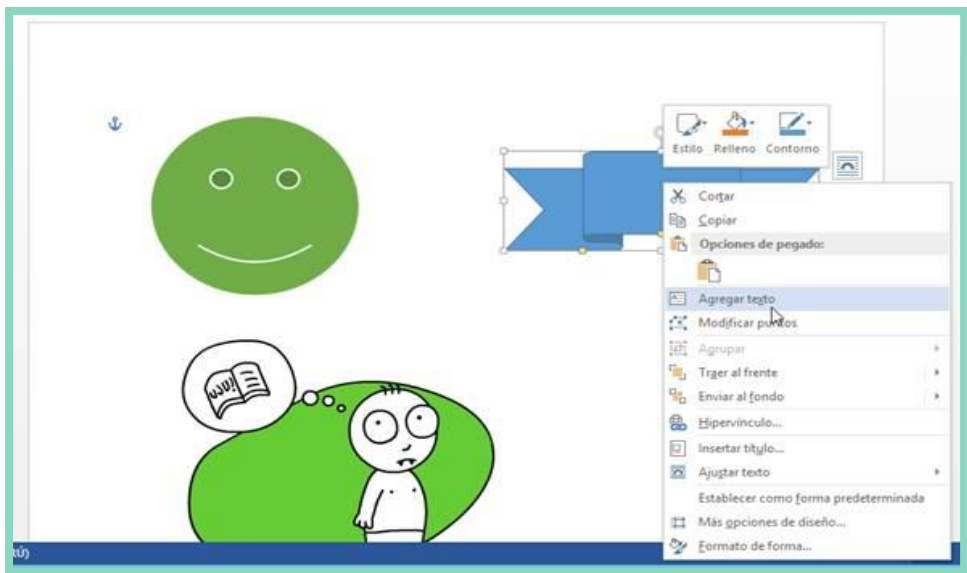 Estilo Relleno Contorno
Cortar
Copiar
Opciones de pegado:
Agregar texto
Modificar puntos
Agrupar
Traer al frente
Enviar al fondo
Hipervínculo...
Insertar título...
Ajustar texto
Establecer como forma predeterminada
Más opciones de diseño...
Formato de forma...
RÚ)